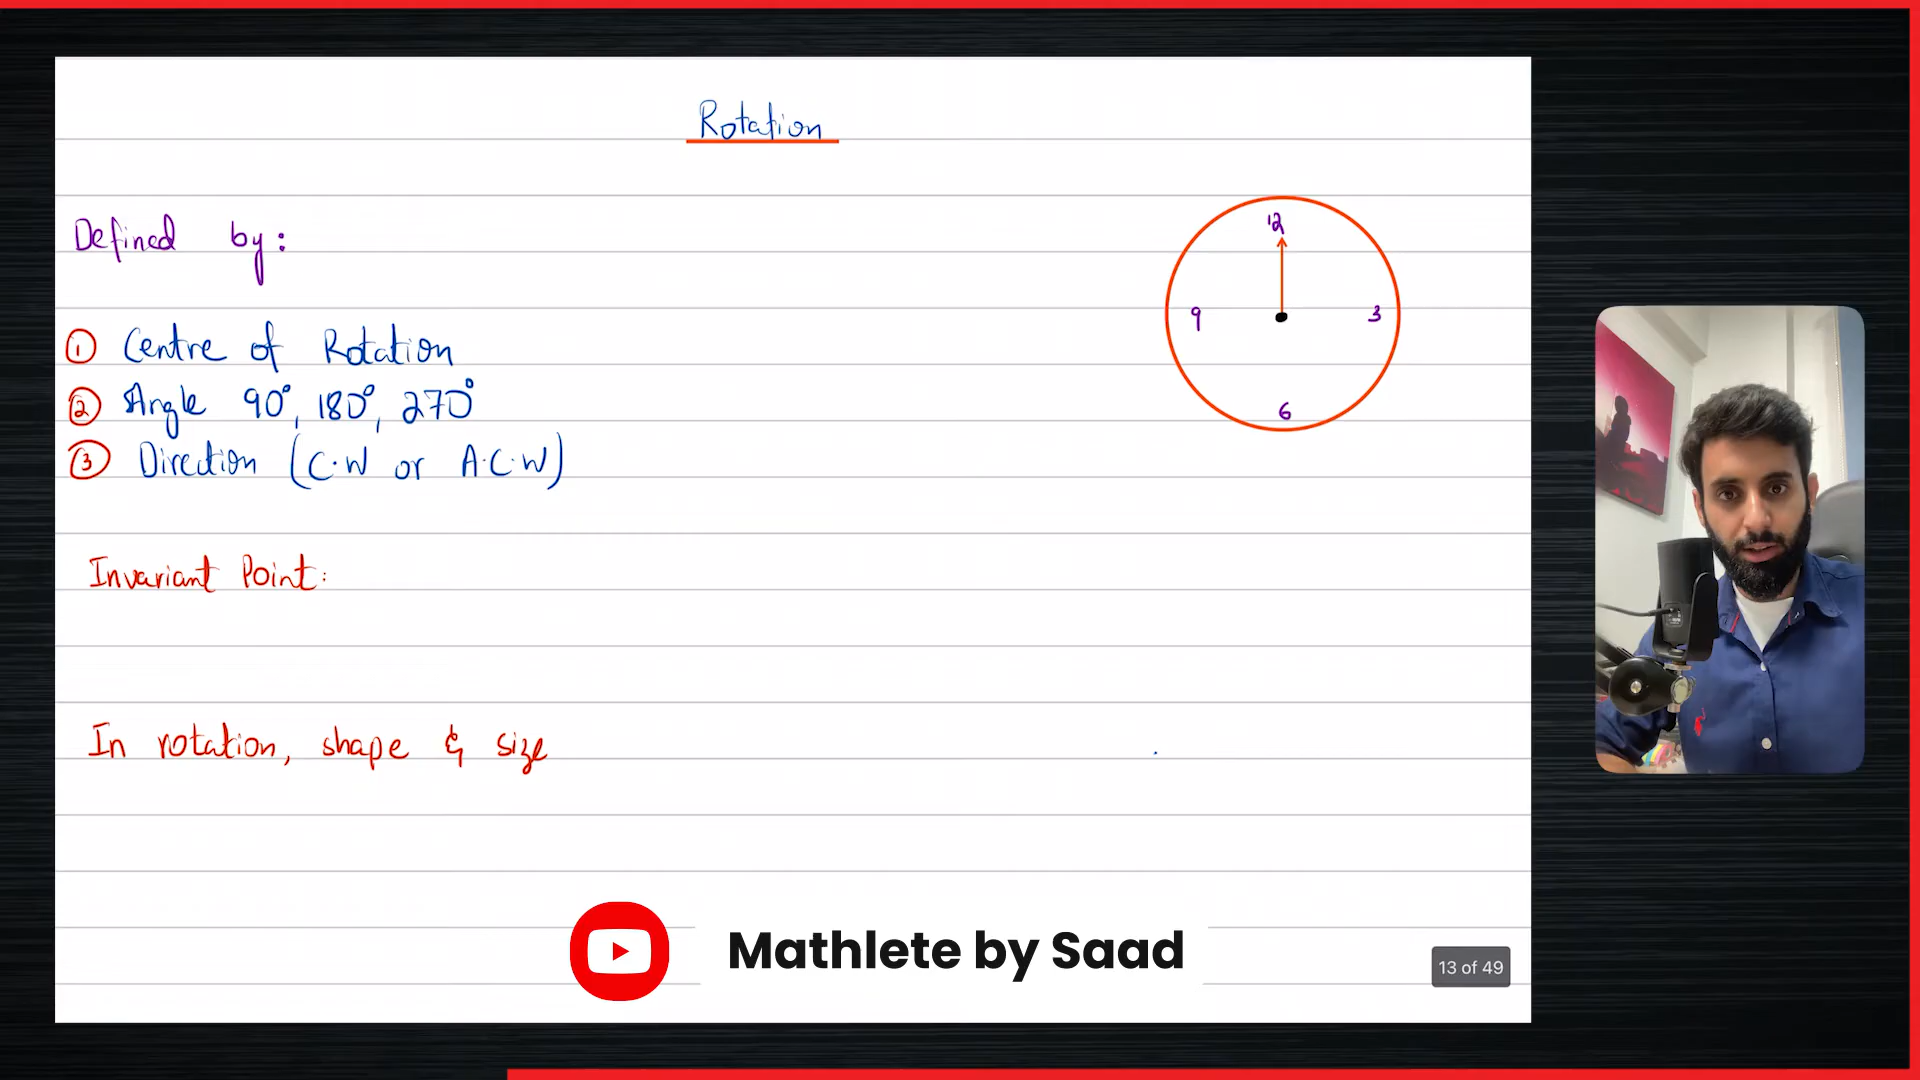 Rotation
Defined by:
12
9
3
6
① Centre of Rotation
② Angle 90°, 180°, 270°
③ Direction (C.W or A.C.W)
Invariant Point:
In rotation, shape & size
Mathlete by Saad
13 of 49